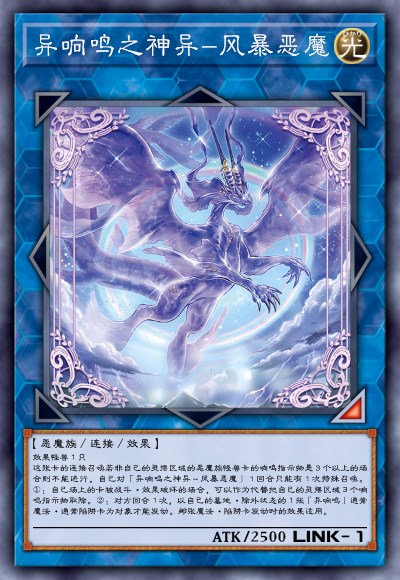 异响鸣之神异－风暴恶魔
光
【恶魔族／连接／效果】
效果怪兽1只
这张卡的连接召唤若非自己的灵摆区域的恶魔族怪兽卡的响鸣指示物是3个以上的场
合则不能进行。自己对「异响鸣之神异－风暴恶魔」1回合只能有1次特殊召唤。
①：自己场上的卡被战斗·效果破坏的场合，可以作为代替把自己的灵摆区域3个响
鸣指示物取除。②：对方回合1次，以自己的墓地·除外状态的1张「异响鸣」通常
魔法·通常陷阱卡为对象才能发动。那张魔法·陷阱卡发动时的效果适用。
ATK/2500 LINK-1